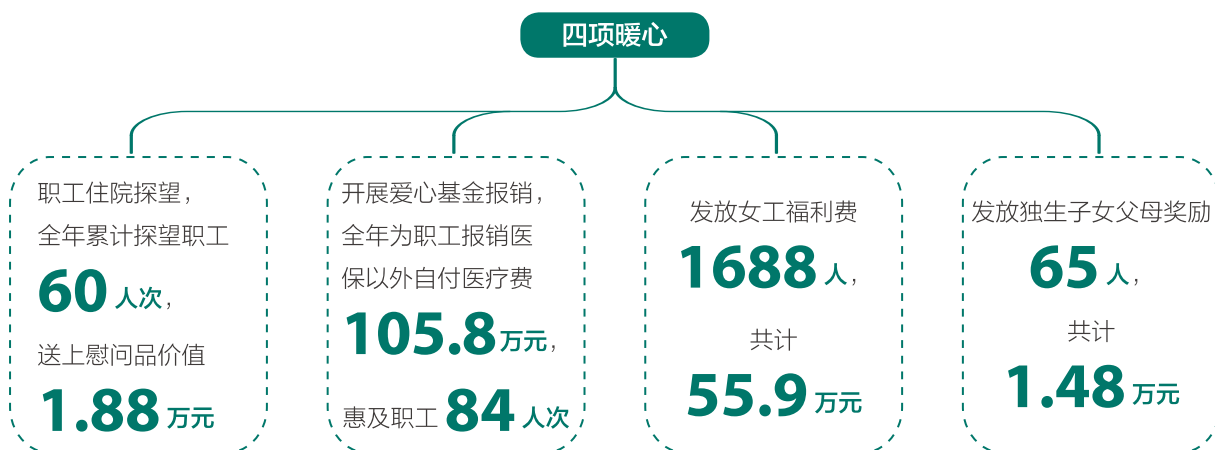 四项暖心
职工住院探望，
全年累计探望职工
60 人次，
送上慰问品价值
1.88 万元
开展爱心基金报销，
全年为职工报销医
保以外自付医疗费
105.8 万元，
惠及职工 84 人次
发放女工福利费
1688 人，
共计
55.9 万元
发放独生子女父母奖励
65 人，
共计
1.48 万元